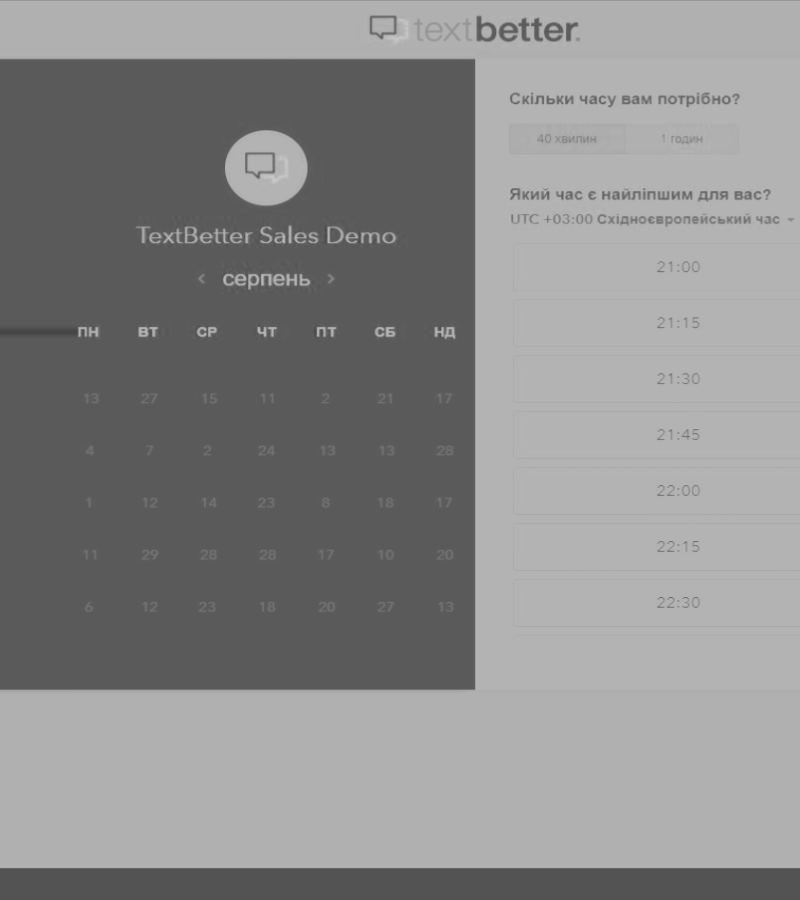 textbetter.
TextBetter Sales Demo
серпень
ПН ВТ СР ЧТ ПТ СБ НД
13 27 15 11 2 21 17
4 7 2 24 13 13 28
1 12 14 23 8 18 17
11 29 28 28 17 10 20
6 12 23 18 20 27 13
Скільки часу вам потрібно?
40 хвилин 1 годин
Який час є найліпшим для вас?
UTC +03:00 Східноєвропейський час
21:00
21:15
21:30
21:45
22:00
22:15
22:30